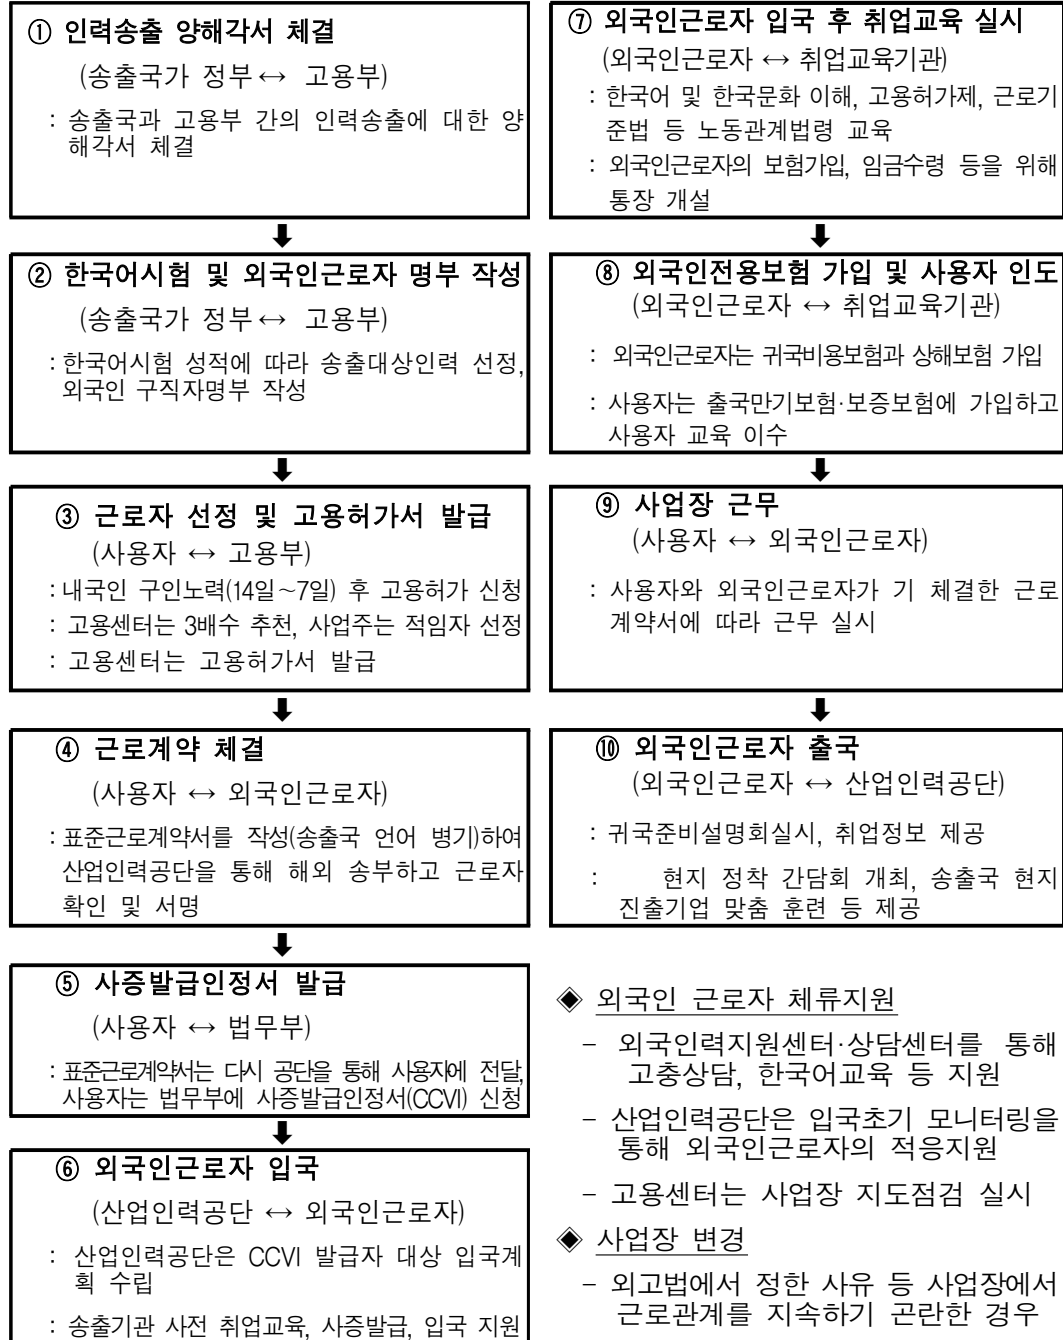 ① 인력송출 양해각서 체결
(송출국가 정부↔ 고용부)
: 송출국과 고용부 간의 인력송출에 대한 양
해각서 체결
② 한국어시험 및 외국인근로자 명부 작성
(송출국가 정부↔ 고용부)
: 한국어시험 성적에 따라 송출대상인력 선정,
외국인 구직자명부 작성
③ 근로자 선정 및 고용허가서 발급
(사용자 ↔ 고용부)
: 내국인 구인노력(14일~7일) 후 고용허가 신청
: 고용센터는 3배수 추천, 사업주는 적임자 선정
: 고용센터는 고용허가서 발급
④ 근로계약 체결
(사용자 ↔ 외국인근로자)
: 표준근로계약서를 작성(송출국 언어 병기)하여
산업인력공단을 통해 해외 송부하고 근로자
확인 및 서명
⑤ 사증발급인정서 발급
(사용자 ↔ 법무부)
: 표준근로계약서는 다시 공단을 통해 사용자에 전달,
사용자는 법무부에 사증발급인정서(CCVI) 신청
⑥ 외국인근로자 입국
(산업인력공단 ↔ 외국인근로자)
: 산업인력공단은 CCVI 발급자 대상 입국계
획 수립
: 송출기관 사전 취업교육, 사증발급, 입국 지원
⑦ 외국인근로자 입국 후 취업교육 실시
(외국인근로자 ↔ 취업교육기관)
: 한국어 및 한국문화 이해, 고용허가제, 근로기
준법 등 노동관계법령 교육
: 외국인근로자의 보험가입, 임금수령 등을 위해
통장 개설
⑧ 외국인전용보험 가입 및 사용자 인도
(외국인근로자 ↔ 취업교육기관)
: 외국인근로자는 귀국비용보험과 상해보험 가입
: 사용자는 출국만기보험·보증보험에 가입하고
사용자 교육 이수
⑨ 사업장 근무
(사용자 ↔ 외국인근로자)
: 사용자와 외국인근로자가 기 체결한 근로
계약서에 따라 근무 실시
⑩ 외국인근로자 출국
(외국인근로자 ↔ 산업인력공단)
: 귀국준비설명회실시, 취업정보 제공
: 현지 정착 간담회 개최, 송출국 현지
진출기업 맞춤 훈련 등 제공
◈ 외국인 근로자 체류지원
- 외국인력지원센터·상담센터를 통해
고충상담, 한국어교육 등 지원
- 산업인력공단은 입국초기 모니터링을
통해 외국인근로자의 적응지원
- 고용센터는 사업장 지도점검 실시
◈ 사업장 변경
- 외고법에서 정한 사유 등 사업장에서
근로관계를 지속하기 곤란한 경우